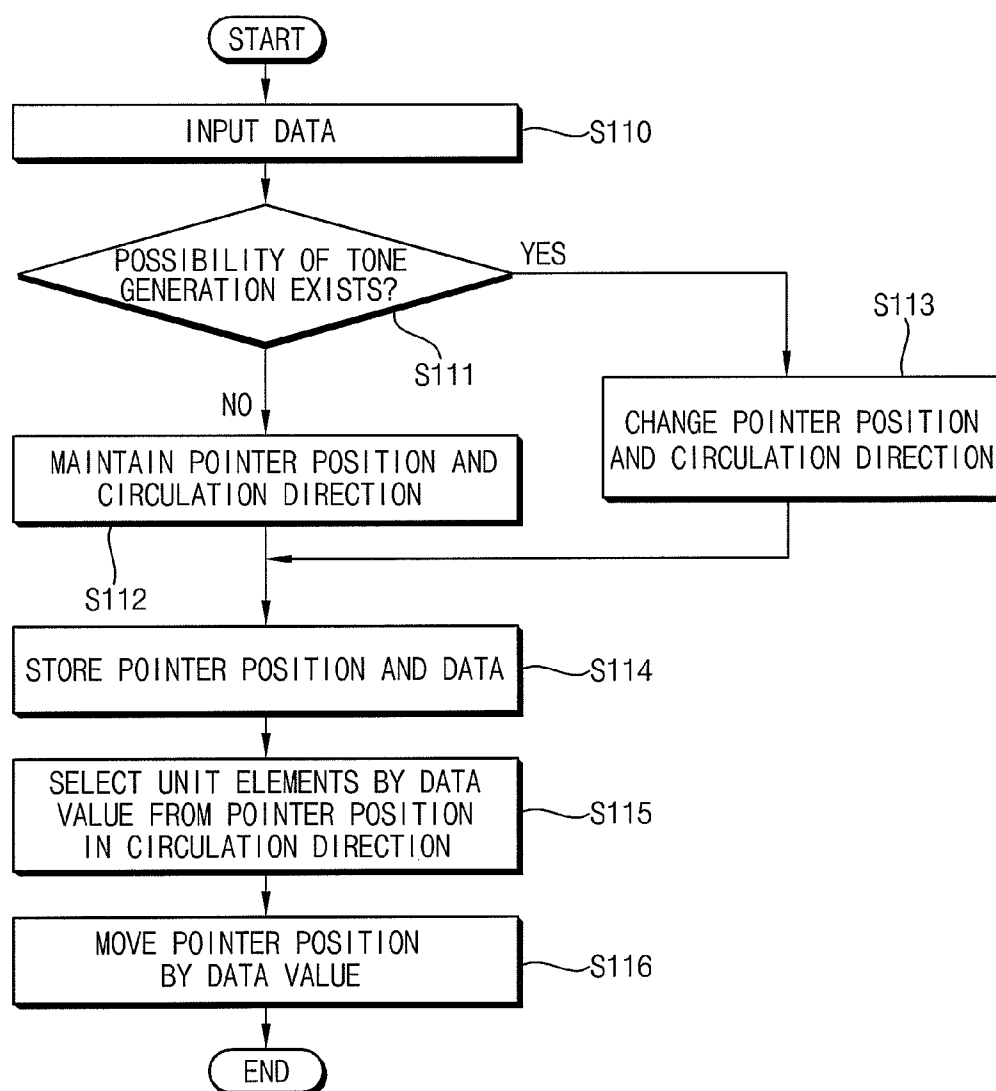 START
INPUT DATA
S110
POSSIBILITY OF TONE
GENERATION EXISTS?
YES
S111
S113
NO
CHANGE POINTER POSITION
AND CIRCULATION DIRECTION
MAINTAIN POINTER POSITION AND
CIRCULATION DIRECTION
S112
STORE POINTER POSITION AND DATA
S114
SELECT UNIT ELEMENTS BY DATA
VALUE FROM POINTER POSITION
IN CIRCULATION DIRECTION
S115
MOVE POINTER POSITION
BY DATA VALUE
S116
END